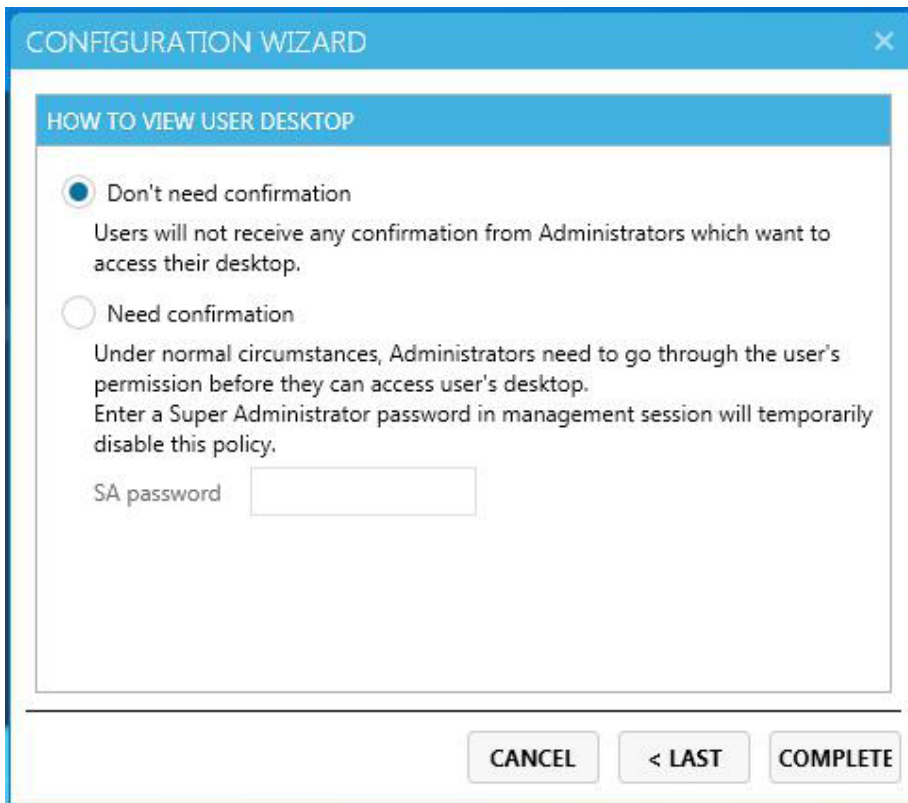 CONFIGURATION WIZARD
HOW TO VIEW USER DESKTOP
Don't need confirmation
Users will not receive any confirmation from Administrators which want to
access their desktop.
Need confirmation
Under normal circumstances, Administrators need to go through the user's
permission before they can access user's desktop.
Enter a Super Administrator password in management session will temporarily
disable this policy.
SA password
CANCEL
< LAST
COMPLETE